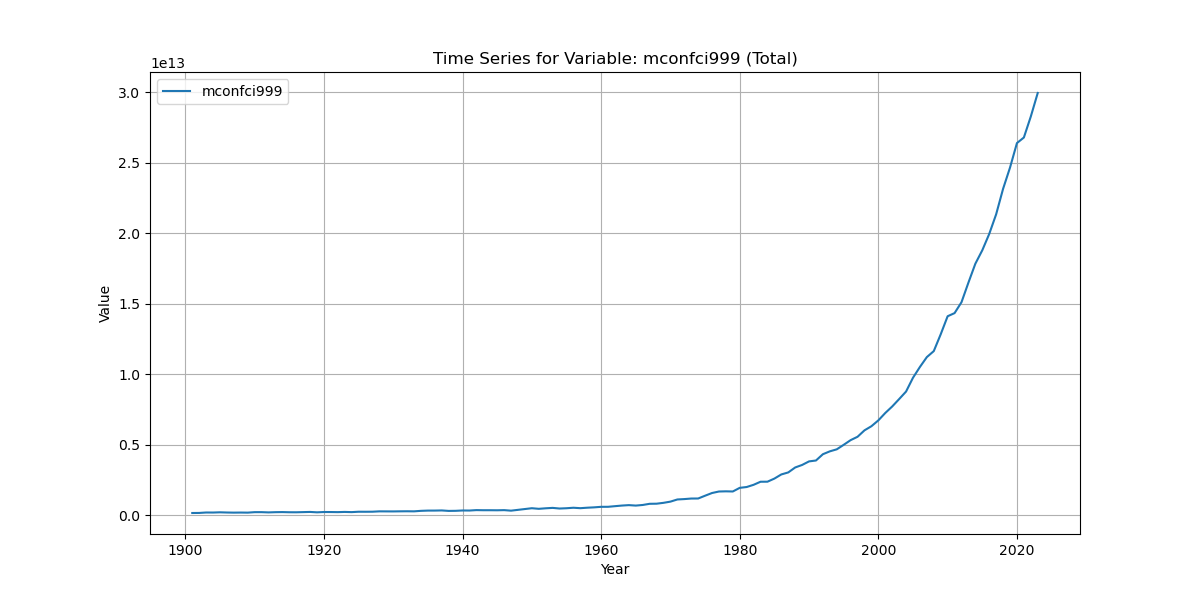 Time Series for Variable: mconfci999 (Total)
1e13
mconfci999
3.0
2.5
2.0
1.5
1.0
0.5
0.0
Value
1900 1920 1940 1960 1980 2000 2020
Year